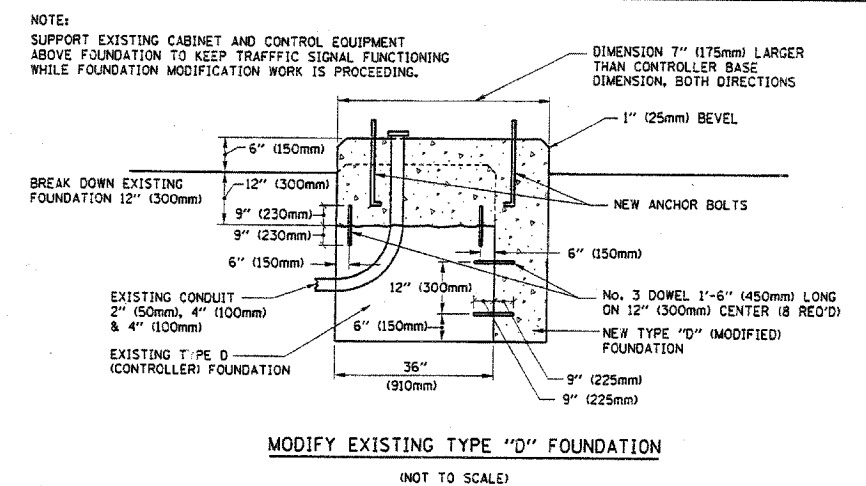 NOTE:
SUPPORT EXISTING CABINET AND CONTROL EQUIPMENT
ABOVE FOUNDATION TO KEEP TRAFFFIC SIGNAL FUNCTIONING
WHILE FOUNDATION MODIFICATION WORK IS PROCEEDING.
DIMENSION 7" (175mm) LARGER
THAN CONTROLLER BASE
DIMENSION, BOTH DIRECTIONS
1" (25mm) BEVEL
6" (150mm)
BREAK DOWN EXISTING
FOUNDATION 12" (300mm)
12" (300mm)
9" (230mm)
9" (230mm)
6" (150mm)
NEW ANCHOR BOLTS
6" (150mm)
12" (300mm)
6" (150mm)
EXISTING CONDUIT
2" (50mm), 4" (100mm)
& 4" (100mm)
EXISTING TYPE D
(CONTROLLER) FOUNDATION
No. 3 DOWEL 1'-6" (450mm) LONG
ON 12" (300mm) CENTER (8 REQ'D)
NEW TYPE "D" (MODIFIED)
FOUNDATION
36"
(910mm)
9" (225mm)
9" (225mm)
MODIFY EXISTING TYPE "D" FOUNDATION
(NOT TO SCALE)